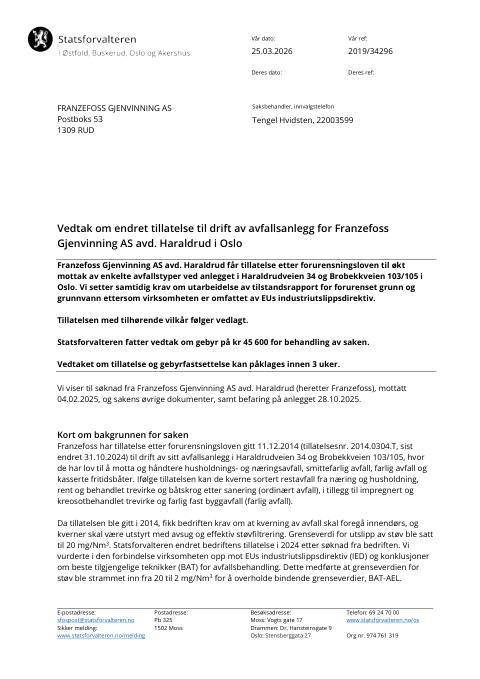 Statsforvalteren
i Østfold, Buskerud, Oslo og Akershus
Vår dato:
Vår ref:
25.03.2026
2019/34296
Deres dato:
Deres ref:
FRANZEFOSS GJENVINNING AS
Postboks 53
1309 RUD
Saksbehandler, innvalgstelefon
Tengel Hvidsten, 22003599
Vedtak om endret tillatelse til drift av avfallsanlegg for Franzefoss
Gjenvinning AS avd. Haraldrud i Oslo
Franzefoss Gjenvinning AS avd. Haraldrud får tillatelse etter forurensningsloven til økt
mottak av enkelte avfallstyper ved anlegget i Haraldrudveien 34 og Brobekkveien 103/105 i
Oslo. Vi setter samtidig krav om utarbeidelse av tilstandsrapport for forurenset grunn og
grunnvann ettersom virksomheten er omfattet av EUs industriutslippsdirektiv.
Tillatelsen med tilhørende vilkår følger vedlagt.
Statsforvalteren fatter vedtak om gebyr på kr 45 600 for behandling av saken.
Vedtaket om tillatelse og gebyrfastsettelse kan påklages innen 3 uker.
Vi viser til søknad fra Franzefoss Gjenvinning AS avd. Haraldrud (heretter Franzefoss), mottatt
04.02.2025, og sakens øvrige dokumenter, samt befaring på anlegget 28.10.2025.
Kort om bakgrunnen for saken
Franzefoss har tillatelse etter forurensningsloven gitt 11.12.2014 (tillatelsesnr. 2014.0304.T, sist
endret 31.10.2024) til drift av sitt avfallsanlegg i Haraldrudveien 34 og Brobekkveien 103/105, hvor
de har lov til å motta og håndtere husholdnings- og næringsavfall, smittefarlig avfall, farlig avfall og
kasserte fritidsbåter. Ifølge tillatelsen kan de kverne sortert restavfall fra næring og husholdning,
rent og behandlet trevirke og båtskrog etter sanering (ordinært avfall), i tillegg til impregnert og
kreosotbehandlet trevirke og farlig fast byggavfall (farlig avfall).
Da tillatelsen ble gitt i 2014, fikk bedriften krav om at kverning av avfall skal foregå innendørs, og
kverner skal være utstyrt med avsug og effektiv støvfiltrering. Grenseverdi for utslipp av støv ble satt
til 20 mg/Nm³. Statsforvalteren endret bedriftens tillatelse i 2024 etter søknad fra bedriften. Vi
vurderte i den forbindelse virksomheten opp mot EUs industriutslippsdirektiv (IED) og konklusjoner
om beste tilgjengelige teknikker (BAT) for avfallsbehandling. Dette medførte at grenseverdien for
støv ble strammet inn fra 20 til 2 mg/Nm³ for å overholde bindende grenseverdier, BAT-AEL.
E-postadresse:
sfospost@statsforvalteren.no
Sikker melding:
www.statsforvalteren.no/melding
Postadresse:
Pb 325
1502 Moss
Besøksadresse:
Moss: Vogts gate 17
Drammen: Dr. Hansteinsgate 9
Oslo: Stensberggata 27
Telefon: 69 24 70 00
www.statsforvalteren.no/ov
Org.nr. 974 761 319